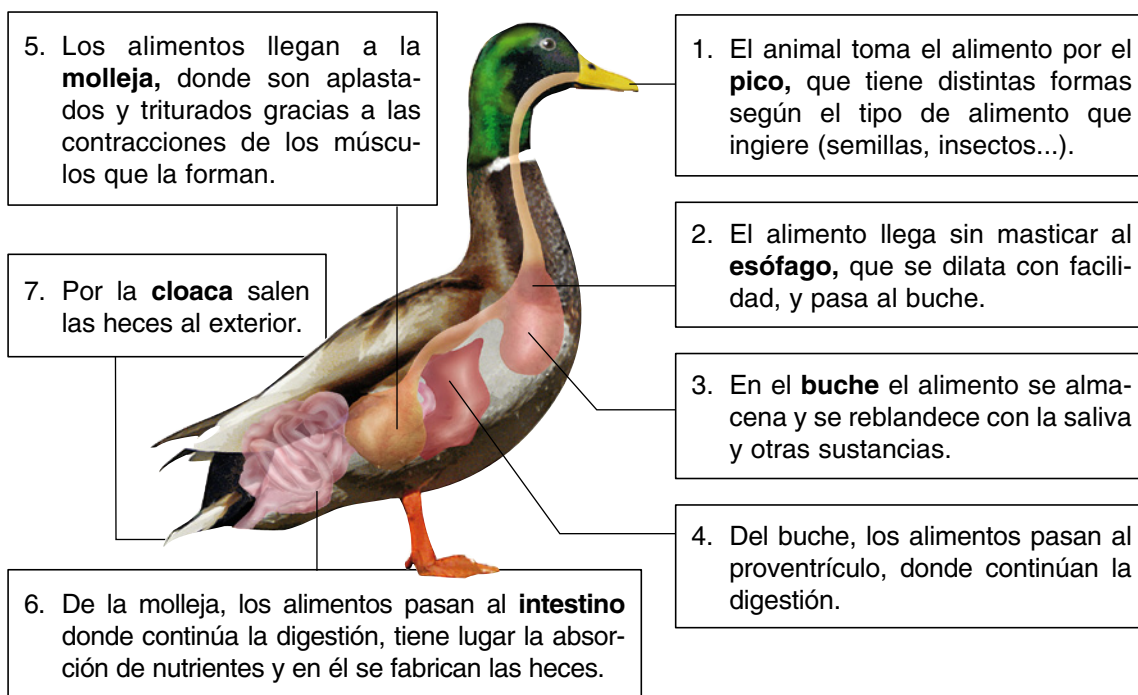 1. El animal toma el alimento por el
pico, que tiene distintas formas
según el tipo de alimento que
ingiere (semillas, insectos...).
2. El alimento llega sin masticar al
esófago, que se dilata con facili-
dad, y pasa al buche.
3. En el buche el alimento se alma-
cena y se reblandece con la saliva
y otras sustancias.
4. Del buche, los alimentos pasan al
proventrículo, donde continúan la
digestión.
5. Los alimentos llegan a la
molleja, donde son aplasta-
dos y triturados gracias a las
contracciones de los múscu-
los que la forman.
6. De la molleja, los alimentos pasan al intestino
donde continúa la digestión, tiene lugar la absor-
ción de nutrientes y en él se fabrican las heces.
7. Por la cloaca salen
las heces al exterior.